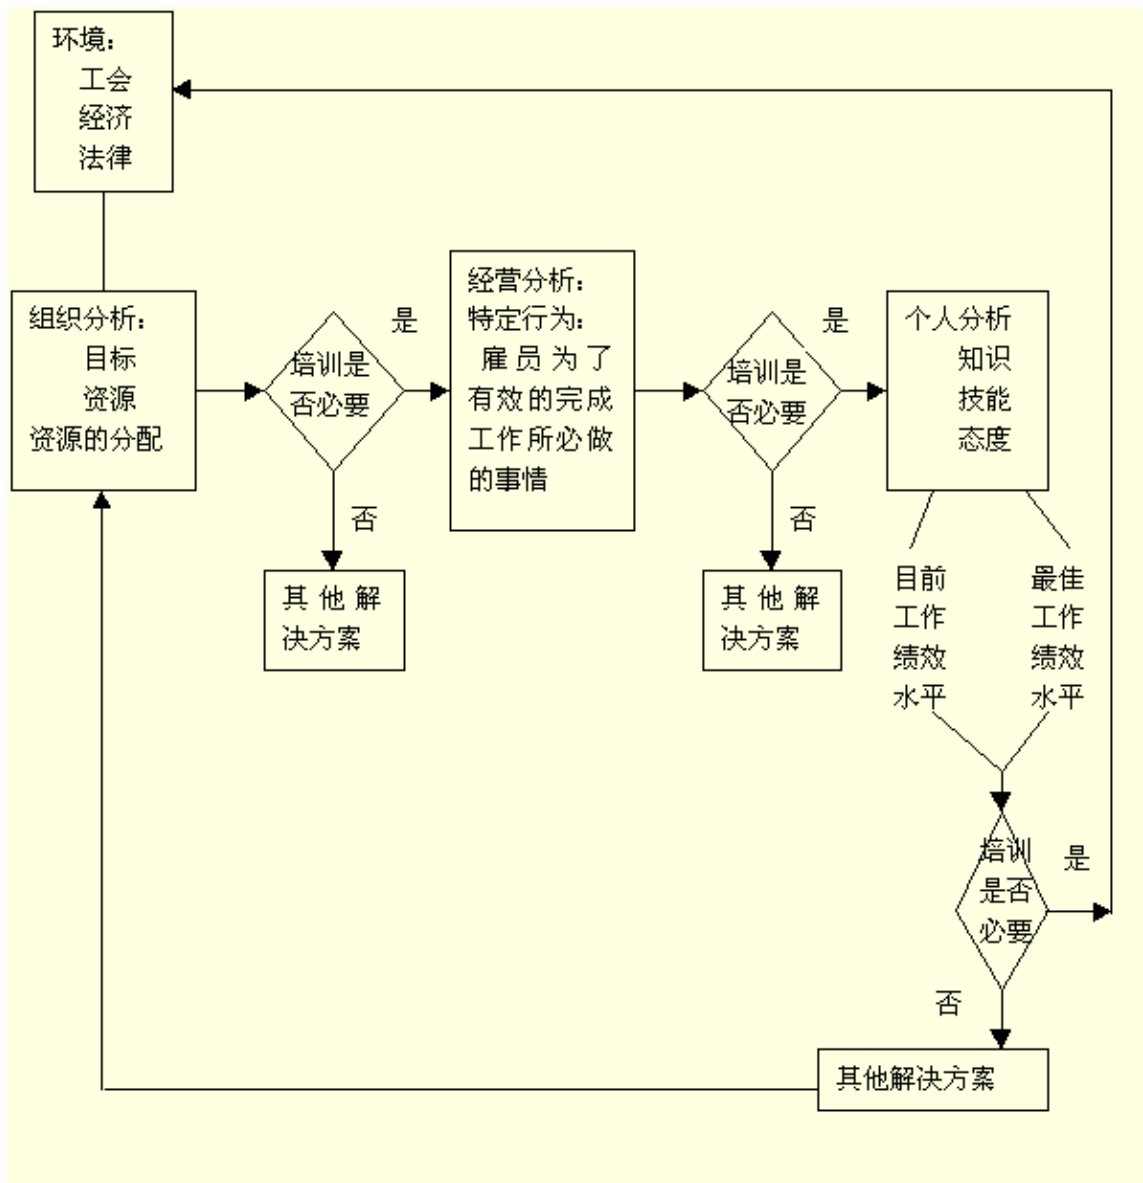 环境：
工会
经济
法律
组织分析：
目标
资源
资源的分配
培训是
否必要
是
否
其他解
决方案
经营分析：
特定行为：
雇员为了
有效的完成
工作所必做
的事情
培训是
否必要
是
否
其他解
决方案
个人分析
知识
技能
态度
目前
工作
绩效
水平
最佳
工作
绩效
水平
培训
是否
必要
是
否
其他解决方案